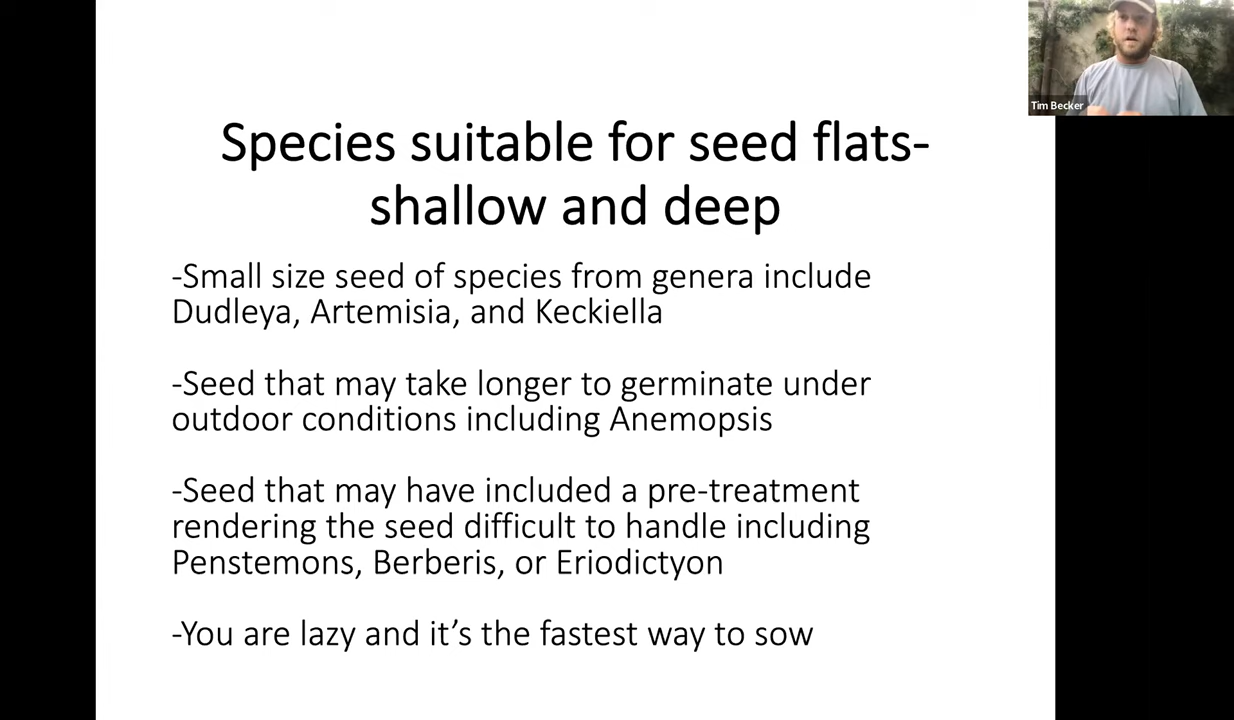 Tim Becker
Species suitable for seed flats-
shallow and deep
-Small size seed of species from genera include
Dudleya, Artemisia, and Keckiella
-Seed that may take longer to germinate under
outdoor conditions including Anemopsis
-Seed that may have included a pre-treatment
rendering the seed difficult to handle including
Penstemons, Berberis, or Eriodictyon
-You are lazy and it’s the fastest way to sow